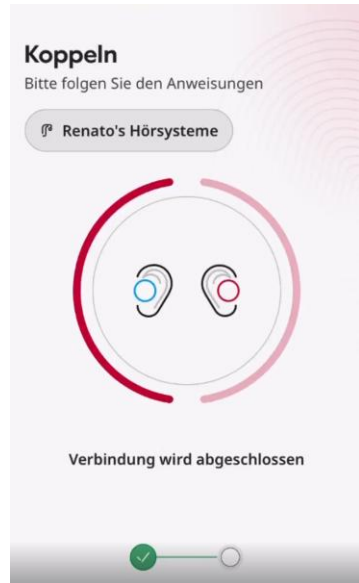 Koppeln
Bitte folgen Sie den Anweisungen
Renato's Hörsysteme
Verbindung wird abgeschlossen